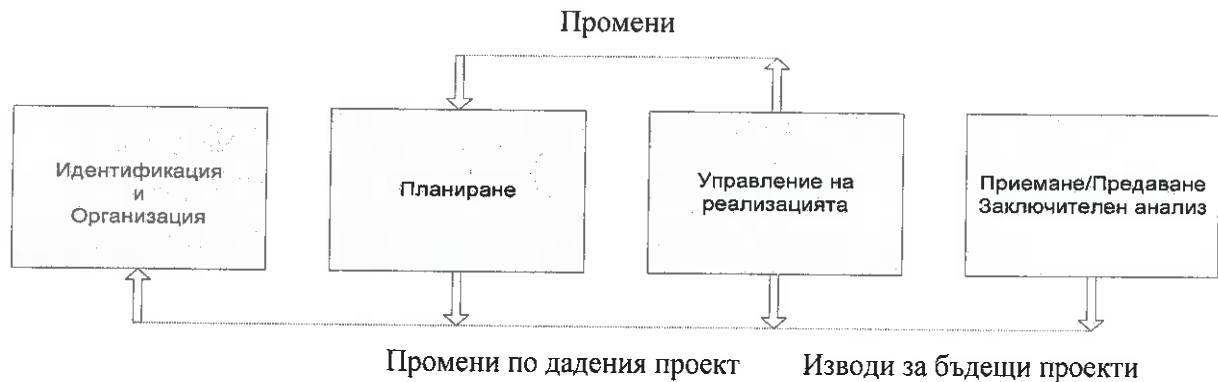 Промени
Идентификация
и
Организация
Планиране
Управление на
реализацията
Приемане/Предаване
Заключителен анализ
Промени по дадения проект
Изводи за бъдещи проекти